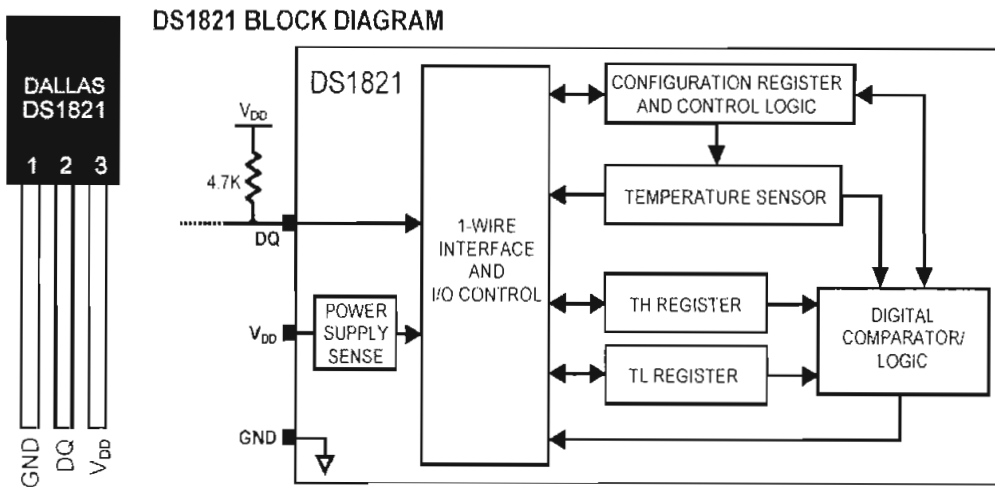 DS1821 BLOCK DIAGRAM
DALLAS
DS1821
1 2 3
GND
DQ
VDD
DS1821
VDD
4.7K
DQ
VDD
GND
POWER
SUPPLY
SENSE
1-WIRE
INTERFACE
AND
I/O CONTROL
CONFIGURATION REGISTER
AND CONTROL LOGIC
TEMPERATURE SENSOR
TH REGISTER
TL REGISTER
DIGITAL
COMPARATOR/
LOGIC